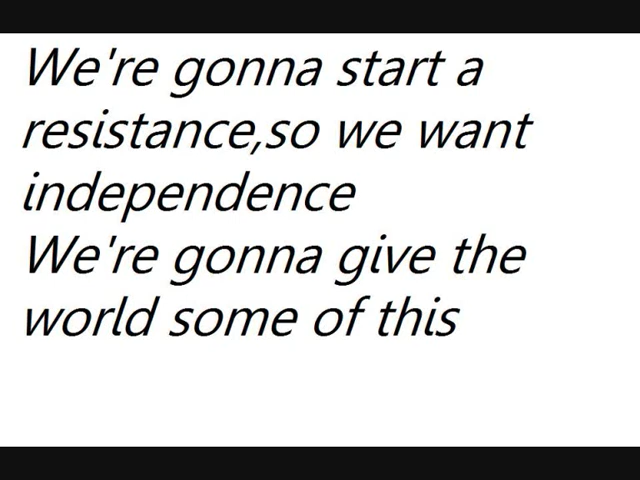 We're gonna start a
resistance,so we want
independence
We're gonna give the
world some of this